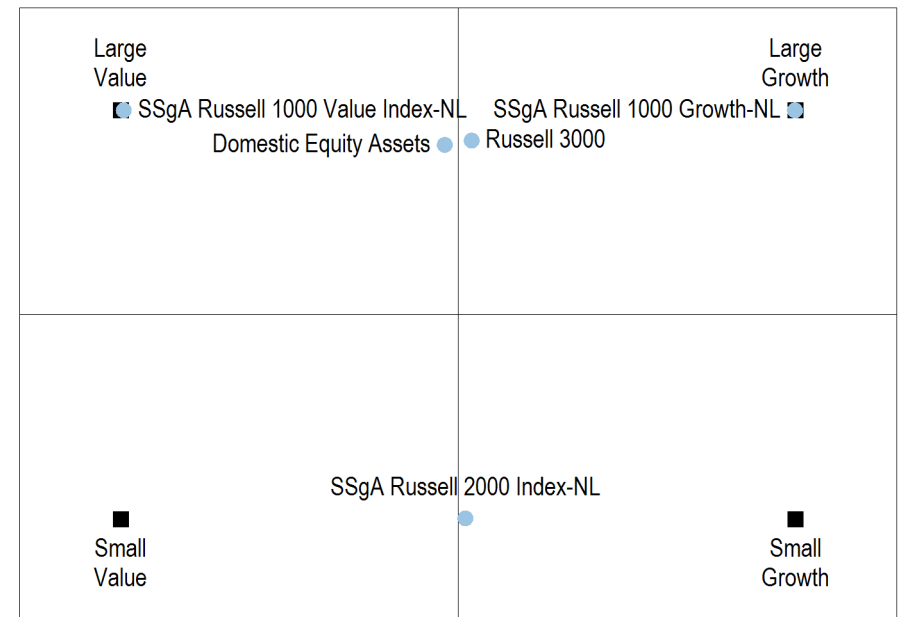 Large
Value
Large
Growth
SSgA Russell 1000 Value Index-NL
SSgA Russell 1000 Growth-NL
Domestic Equity Assets
Russell 3000
SSgA Russell 2000 Index-NL
Small
Value
Small
Growth